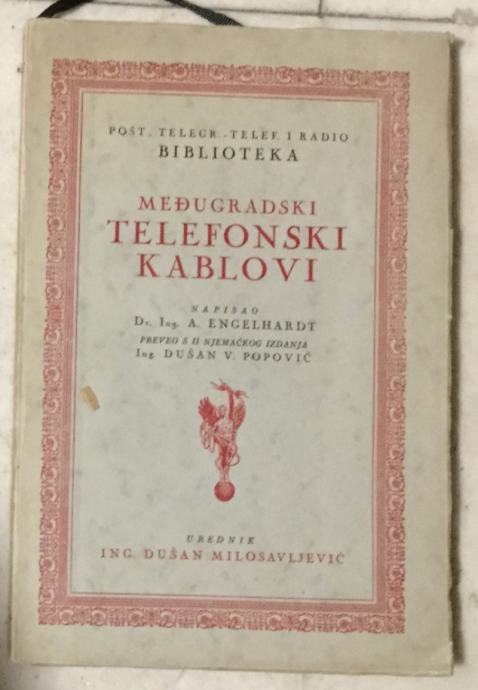 POŠT. TELEGR. - TELEF. I RADIO
BIBLIOTEKA
MEĐUGRADSKI
TELEFONSKI
KABLOVI
NAPISAO
Dr. Ing. A. ENGELHARDT
PREVEO S II NJEMAČKOG IZDANJA
Ing. DUŠAN V. POPOVIĆ
UREDNIK
ING. DUŠAN MILOSAVLJEVIĆ